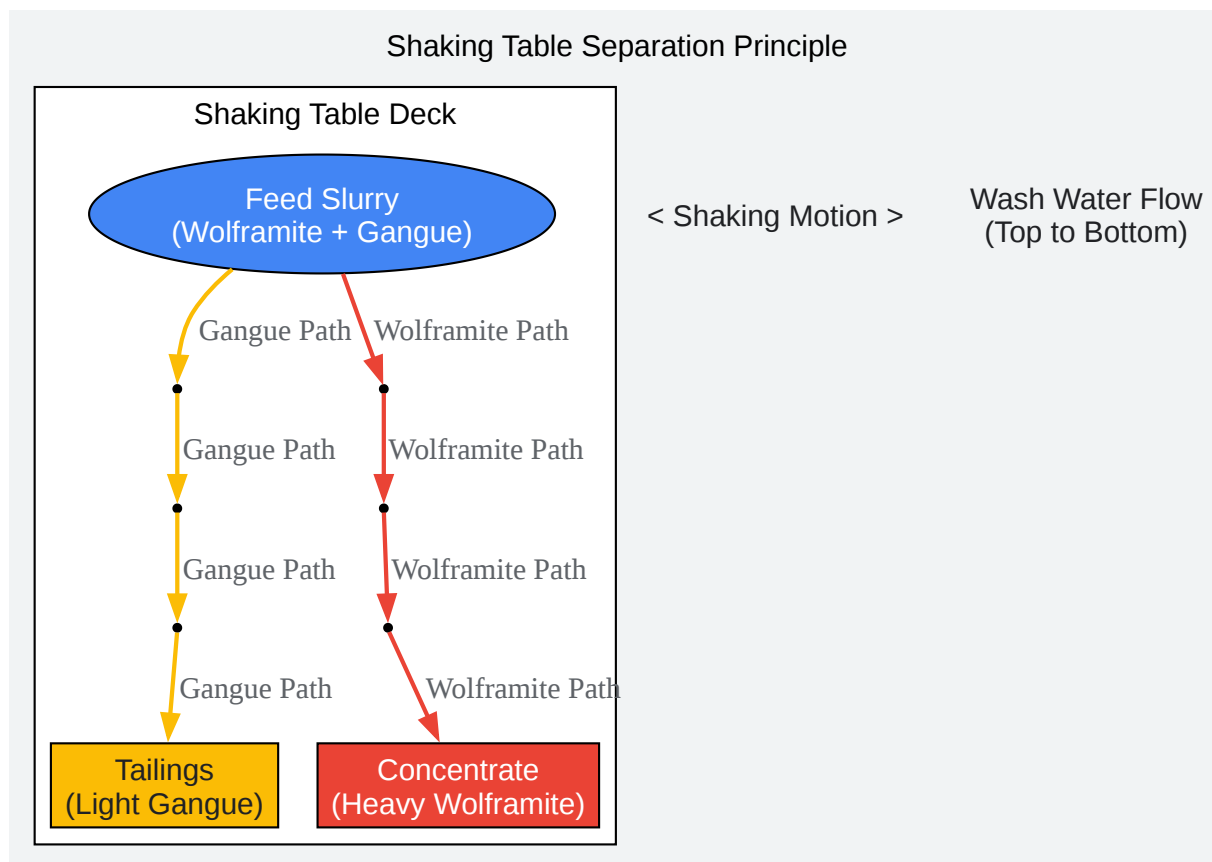 Shaking Table Separation Principle
Shaking Table Deck
Feed Slurry
(Wolframite + Gangue)
< Shaking Motion >
Wash Water Flow
(Top to Bottom)
Gangue Path
Wolframite Path
Gangue Path
Wolframite Path
Gangue Path
Wolframite Path
Gangue Path
Wolframite Path
Tailings
(Light Gangue)
Concentrate
(Heavy Wolframite)